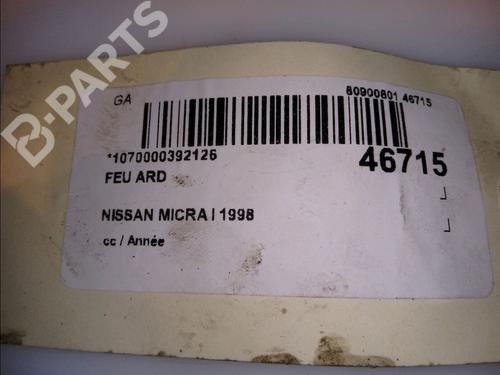 GA
80900801 46715
*1070000392126
46715
FEU ARD
NISSAN MICRA I 1998
cc / Année
B-PARTS